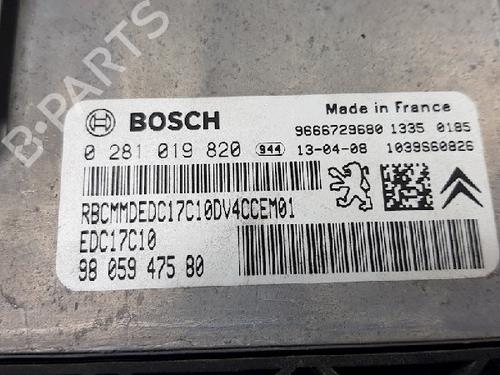 BOSCH
Made in France
9666729680 1335 0185
0 281 019 820 944 13-04-08 1039S60826
RBCMMDEDC17C10DV4CCEM01
EDC17C10
98 059 475 80
B-PARTS